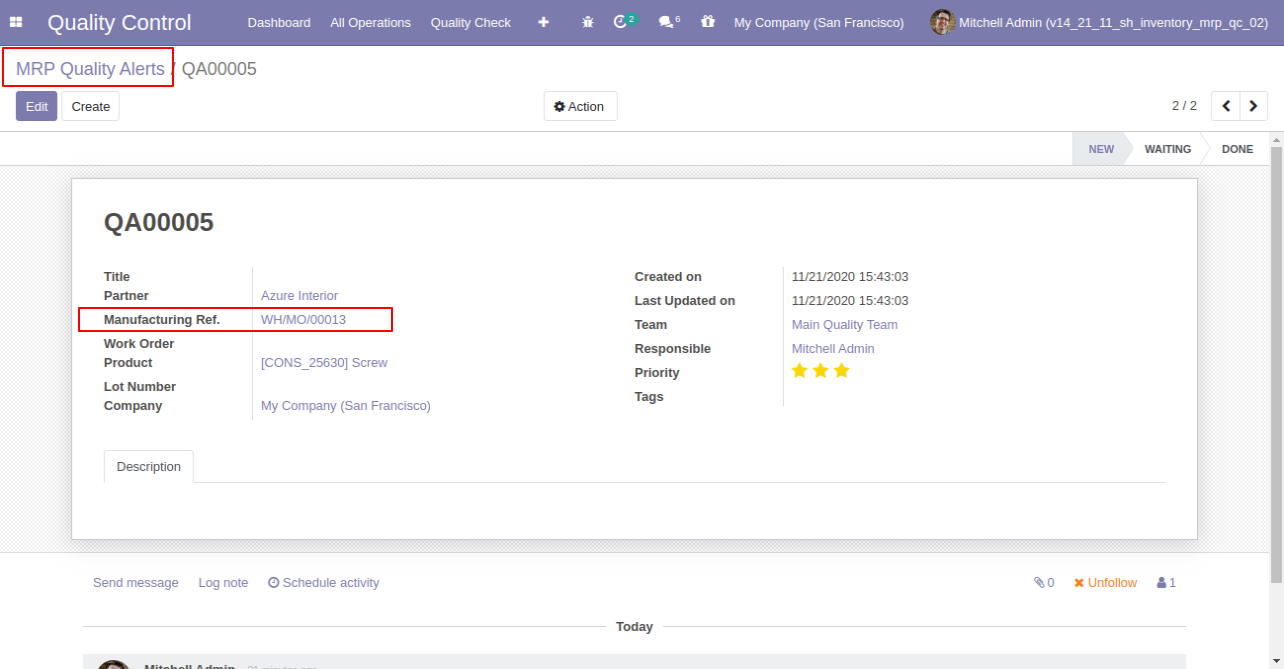 Quality Control Dashboard All Operations Quality Check 2 6 My Company (San Francisco) Mitchell Admin (v14_21_11_sh_inventory_mrp_qc_02)
MRP Quality Alerts / QA00005
Edit Create Action 2 / 2
NEW WAITING DONE
QA00005
Title
Partner Azure Interior
Manufacturing Ref. WH/MO/00013
Work Order
Product [CONS_25630] Screw
Lot Number
Company My Company (San Francisco)
Created on 11/21/2020 15:43:03
Last Updated on 11/21/2020 15:43:03
Team Main Quality Team
Responsible Mitchell Admin
Priority
Tags
Description
Send message Log note Schedule activity 0 Unfollow 1
Today
Mitchell Admin - 21 minutes ago